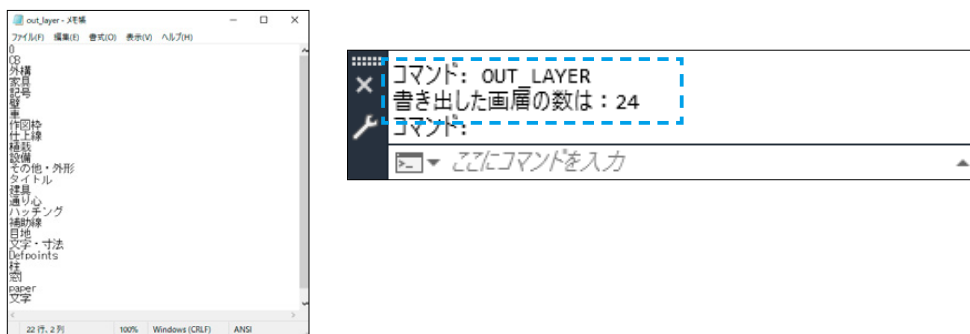 out_layer - メモ帳
ファイル(F) 編集(E) 書式(O) 表示(V) ヘルプ(H)
0
CB
外構
家具
記号
壁
車
作図枠
仕上線
植栽
設備
その他・外形
タイトル
建具
通り心
ハッチング
補助線
目地
文字・寸法
Defpoints
柱
窓
paper
文字
22 行、2 列 100% Windows (CRLF) ANSI
コマンド: OUT_LAYER
書き出した画層の数は：24
コマンド:
ここにコマンドを入力